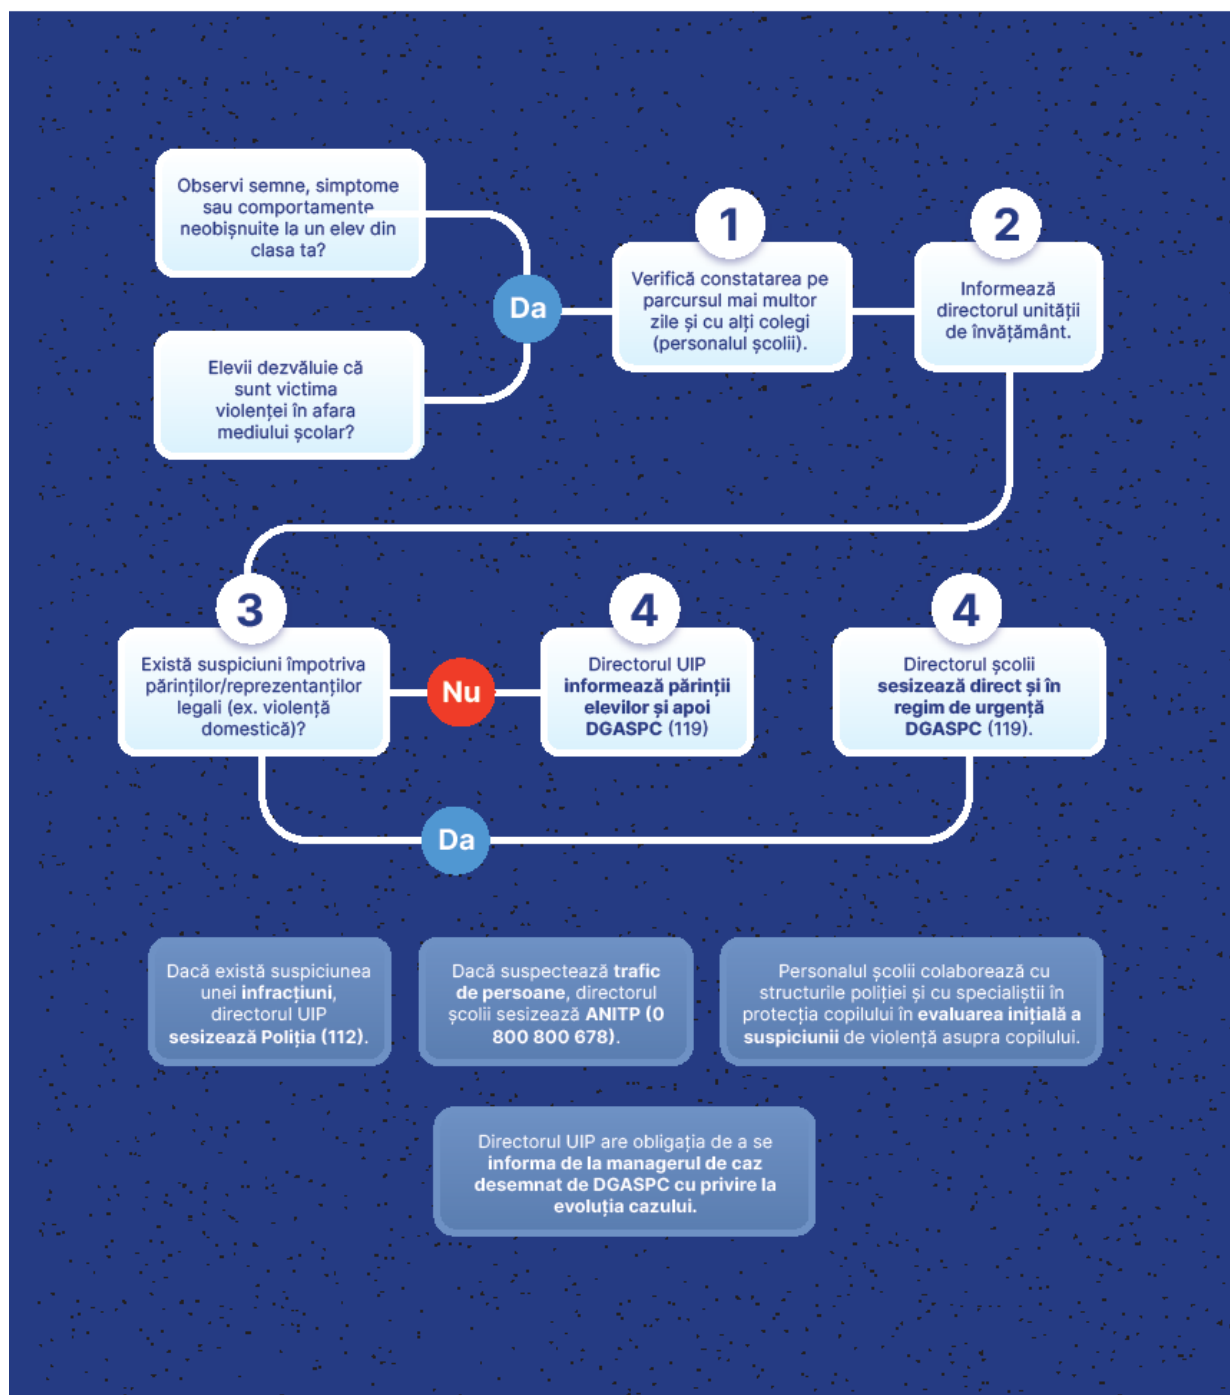 Observi semne, simptome
sau comportamente
neobișnuite la un elev din
clasa ta?
Elevii dezvăluie că
sunt victima
violenței în afara
mediului școlar?
Da
1
Verifică constatarea pe
parcursul mai multor
zile și cu alți colegi
(personalul școlii).
2
Informează
directorul unității
de învățământ.
3
Există suspiciuni împotriva
părinților/reprezentanților
legali (ex. violență
domestică)?
Nu
4
Directorul UIP
informează părinții
elevilor și apoi
DGASPC (119)
4
Directorul școlii
sesizează direct și în
regim de urgență
DGASPC (119).
Da
Dacă există suspiciunea
unei infracțiuni,
directorul UIP
sesizează Poliția (112).
Dacă suspectează trafic
de persoane, directorul
școlii sesizează ANITP (0
800 800 678).
Personalul școlii colaborează cu
structurile poliției și cu specialiștii în
protecția copilului în evaluarea inițială a
suspiciunii de violență asupra copilului.
Directorul UIP are obligația de a se
informa de la managerul de caz
desemnat de DGASPC cu privire la
evoluția cazului.